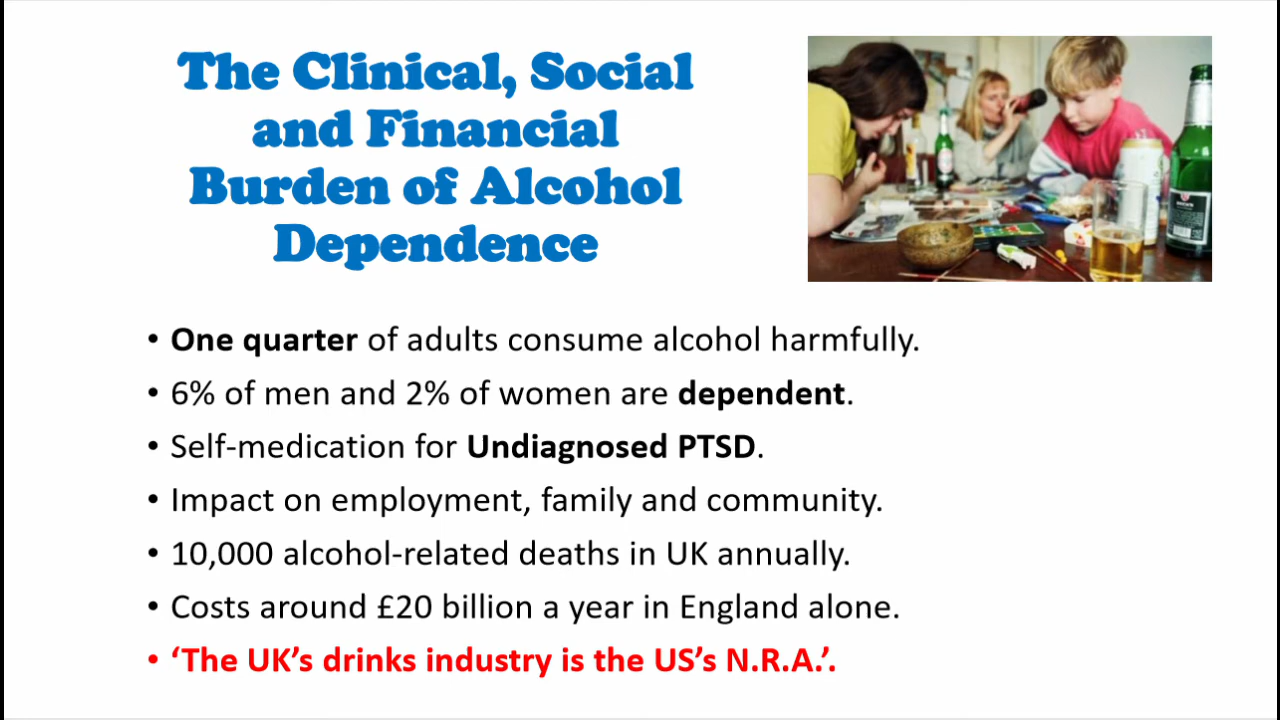 The Clinical, Social
and Financial
Burden of Alcohol
Dependence
• One quarter of adults consume alcohol harmfully.
• 6% of men and 2% of women are dependent.
• Self-medication for Undiagnosed PTSD.
• Impact on employment, family and community.
• 10,000 alcohol-related deaths in UK annually.
• Costs around £20 billion a year in England alone.
• ‘The UK’s drinks industry is the US’s N.R.A.’.